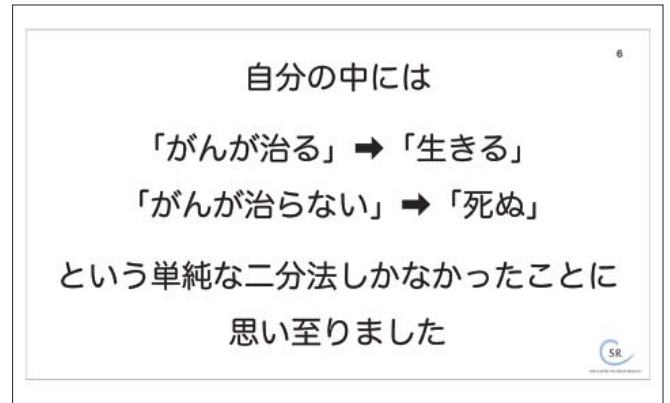 6
自分の中には
「がんが治る」➡「生きる」
「がんが治らない」➡「死ぬ」
という単純な二分法しかなかったことに
思い至りました
CSR